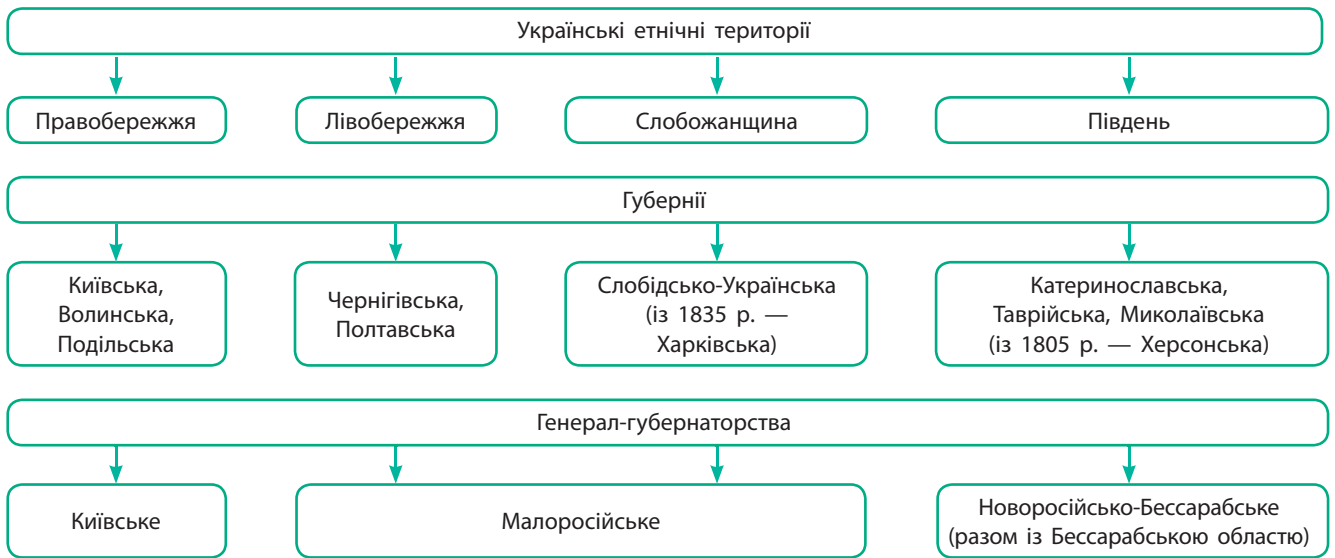 Українські етнічні території
Правобережжя
Лівобережжя
Слобожанщина
Південь
Губернії
Київська,
Волинська,
Подільська
Чернігівська,
Полтавська
Слобідсько-Українська
(із 1835 р. —
Харківська)
Катеринославська,
Таврійська, Миколаївська
(із 1805 р. — Херсонська)
Генерал-губернаторства
Київське
Малоросійське
Новоросійсько-Бессарабське
(разом із Бессарабською областю)